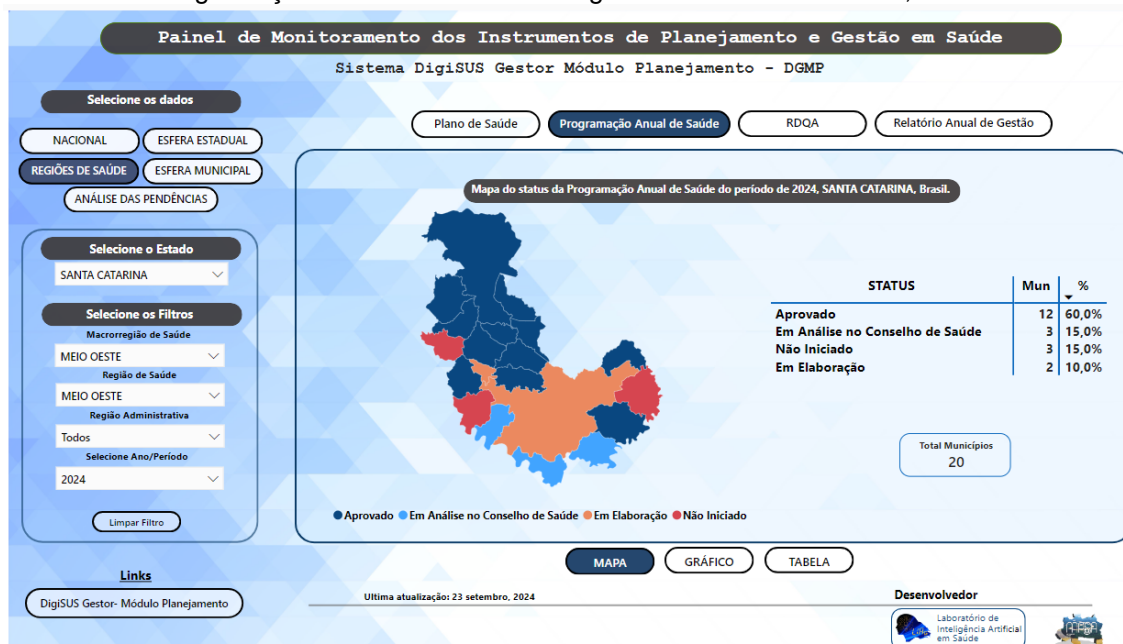 Painel de Monitoramento dos Instrumentos de Planejamento e Gestão em Saúde
Sistema DigiSUS Gestor Módulo Planejamento - DGMP
Selecione os dados
NACIONAL
ESFERA ESTADUAL
REGIÕES DE SAÚDE
ESFERA MUNICIPAL
ANÁLISE DAS PENDÊNCIAS
Plano de Saúde
Programação Anual de Saúde
RDQA
Relatório Anual de Gestão
Selecione o Estado
SANTA CATARINA
Selecione os Filtros
Macrorregião de Saúde
MEIO OESTE
Região de Saúde
MEIO OESTE
Região Administrativa
Todos
Selecione Ano/Período
2024
Limpar Filtro
Links
DigiSUS Gestor- Módulo Planejamento
Mapa do status da Programação Anual de Saúde do período de 2024, SANTA CATARINA, Brasil.
STATUS Mun %
Aprovado 12 60,0%
Em Análise no Conselho de Saúde 3 15,0%
Não Iniciado 3 15,0%
Em Elaboração 2 10,0%
Total Municípios
20
Aprovado Em Análise no Conselho de Saúde Em Elaboração Não Iniciado
MAPA
GRÁFICO
TABELA
Ultima atualização: 23 setembro, 2024
Desenvolvedor
Laboratório de
Inteligência Artificial
em Saúde